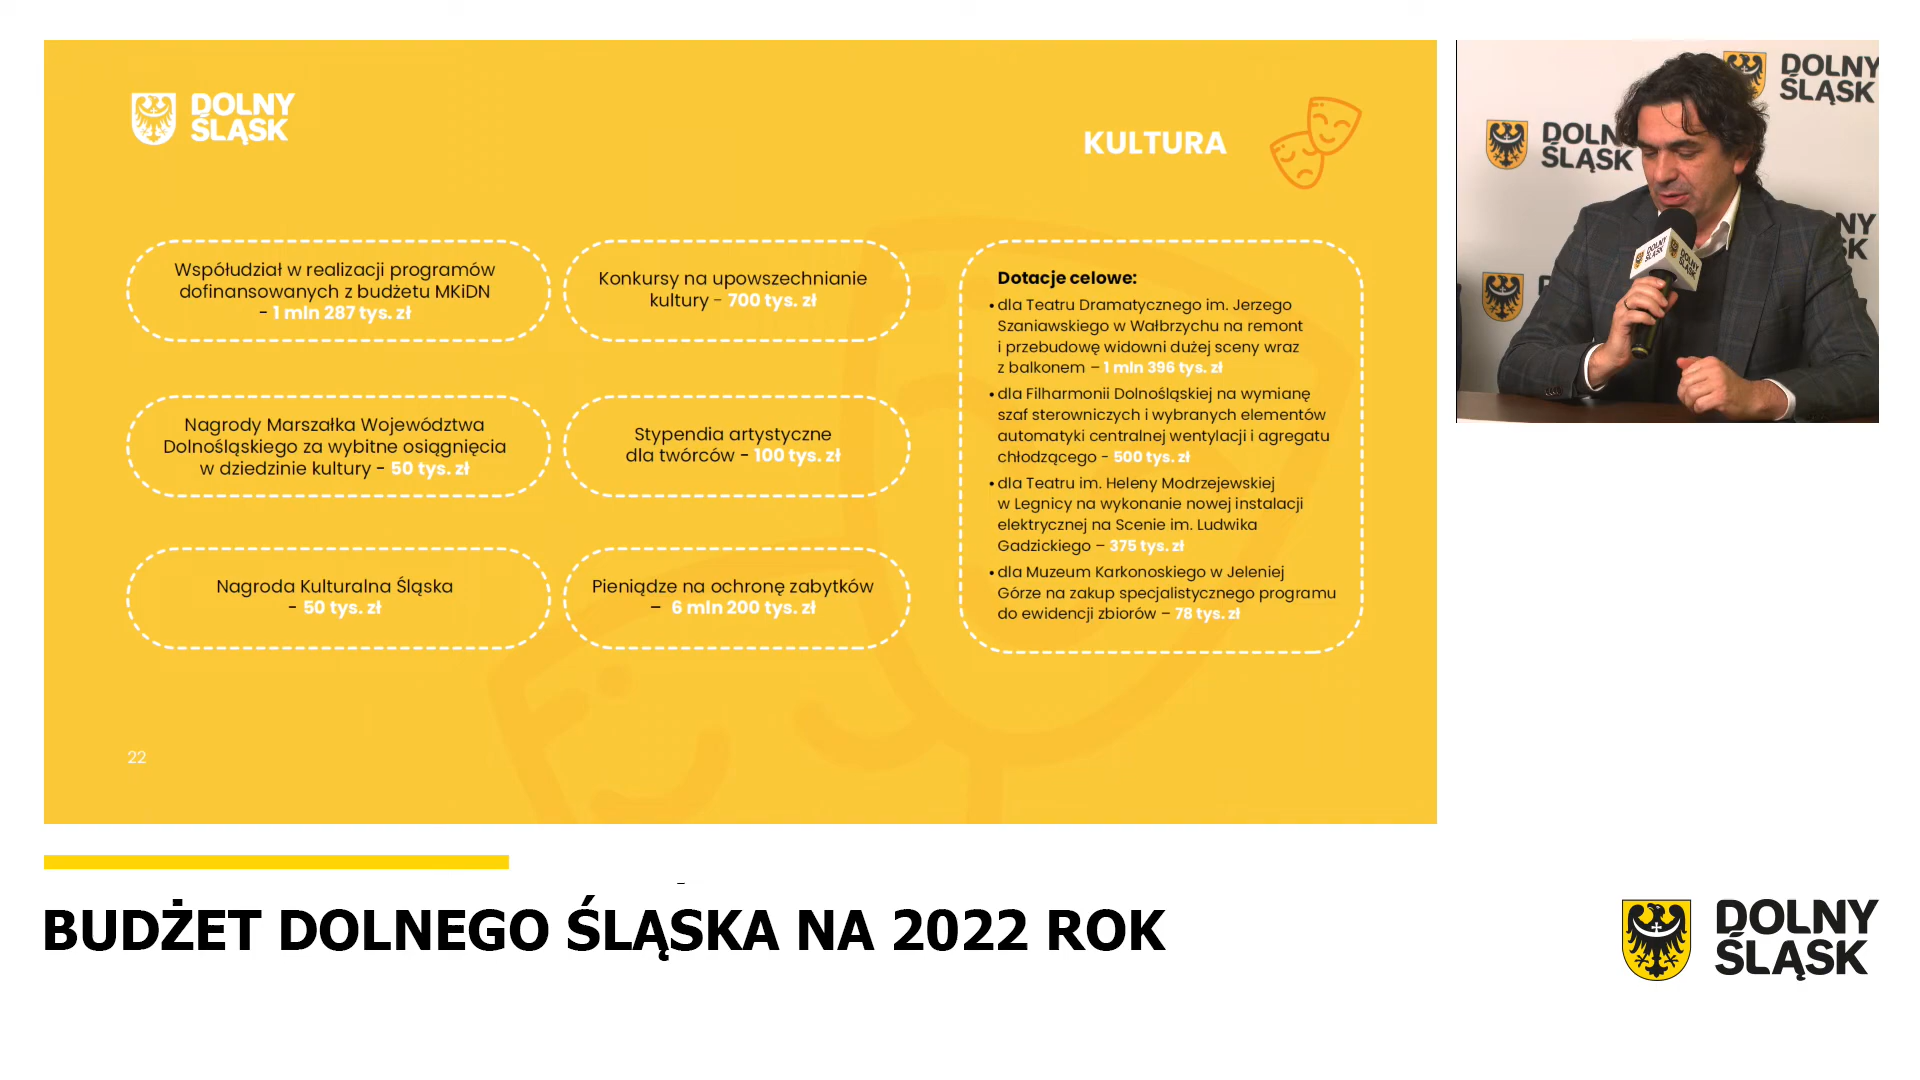 DOLNY
ŚLĄSK
KULTURA
Współudział w realizacji programów
dofinansowanych z budżetu MKiDN
- 1 mln 287 tys. zł
Konkursy na upowszechnianie
kultury - 700 tys. zł
Nagrody Marszałka Województwa
Dolnośląskiego za wybitne osiągnięcia
w dziedzinie kultury - 50 tys. zł
Stypendia artystyczne
dla twórców - 100 tys. zł
Nagroda Kulturalna Śląska
- 50 tys. zł
Pieniądze na ochronę zabytków
– 6 mln 200 tys. zł
Dotacje celowe:
• dla Teatru Dramatycznego im. Jerzego
Szaniawskiego w Wałbrzychu na remont
i przebudowę widowni dużej sceny wraz
z balkonem – 1 mln 396 tys. zł
• dla Filharmonii Dolnośląskiej na wymianę
szaf sterowniczych i wybranych elementów
automatyki centralnej wentylacji i agregatu
chłodzącego - 500 tys. zł
• dla Teatru im. Heleny Modrzejewskiej
w Legnicy na wykonanie nowej instalacji
elektrycznej na Scenie im. Ludwika
Gadzickiego – 375 tys. zł
• dla Muzeum Karkonoskiego w Jeleniej
Górze na zakup specjalistycznego programu
do ewidencji zbiorów – 78 tys. zł
22
DOLNY
ŚLĄSK
DOLN
ŚLĄSK
NY
SK
DOLNY
ŚLĄSK
BUDŻET DOLNEGO ŚLĄSKA NA 2022 ROK
DOLNY
ŚLĄSK